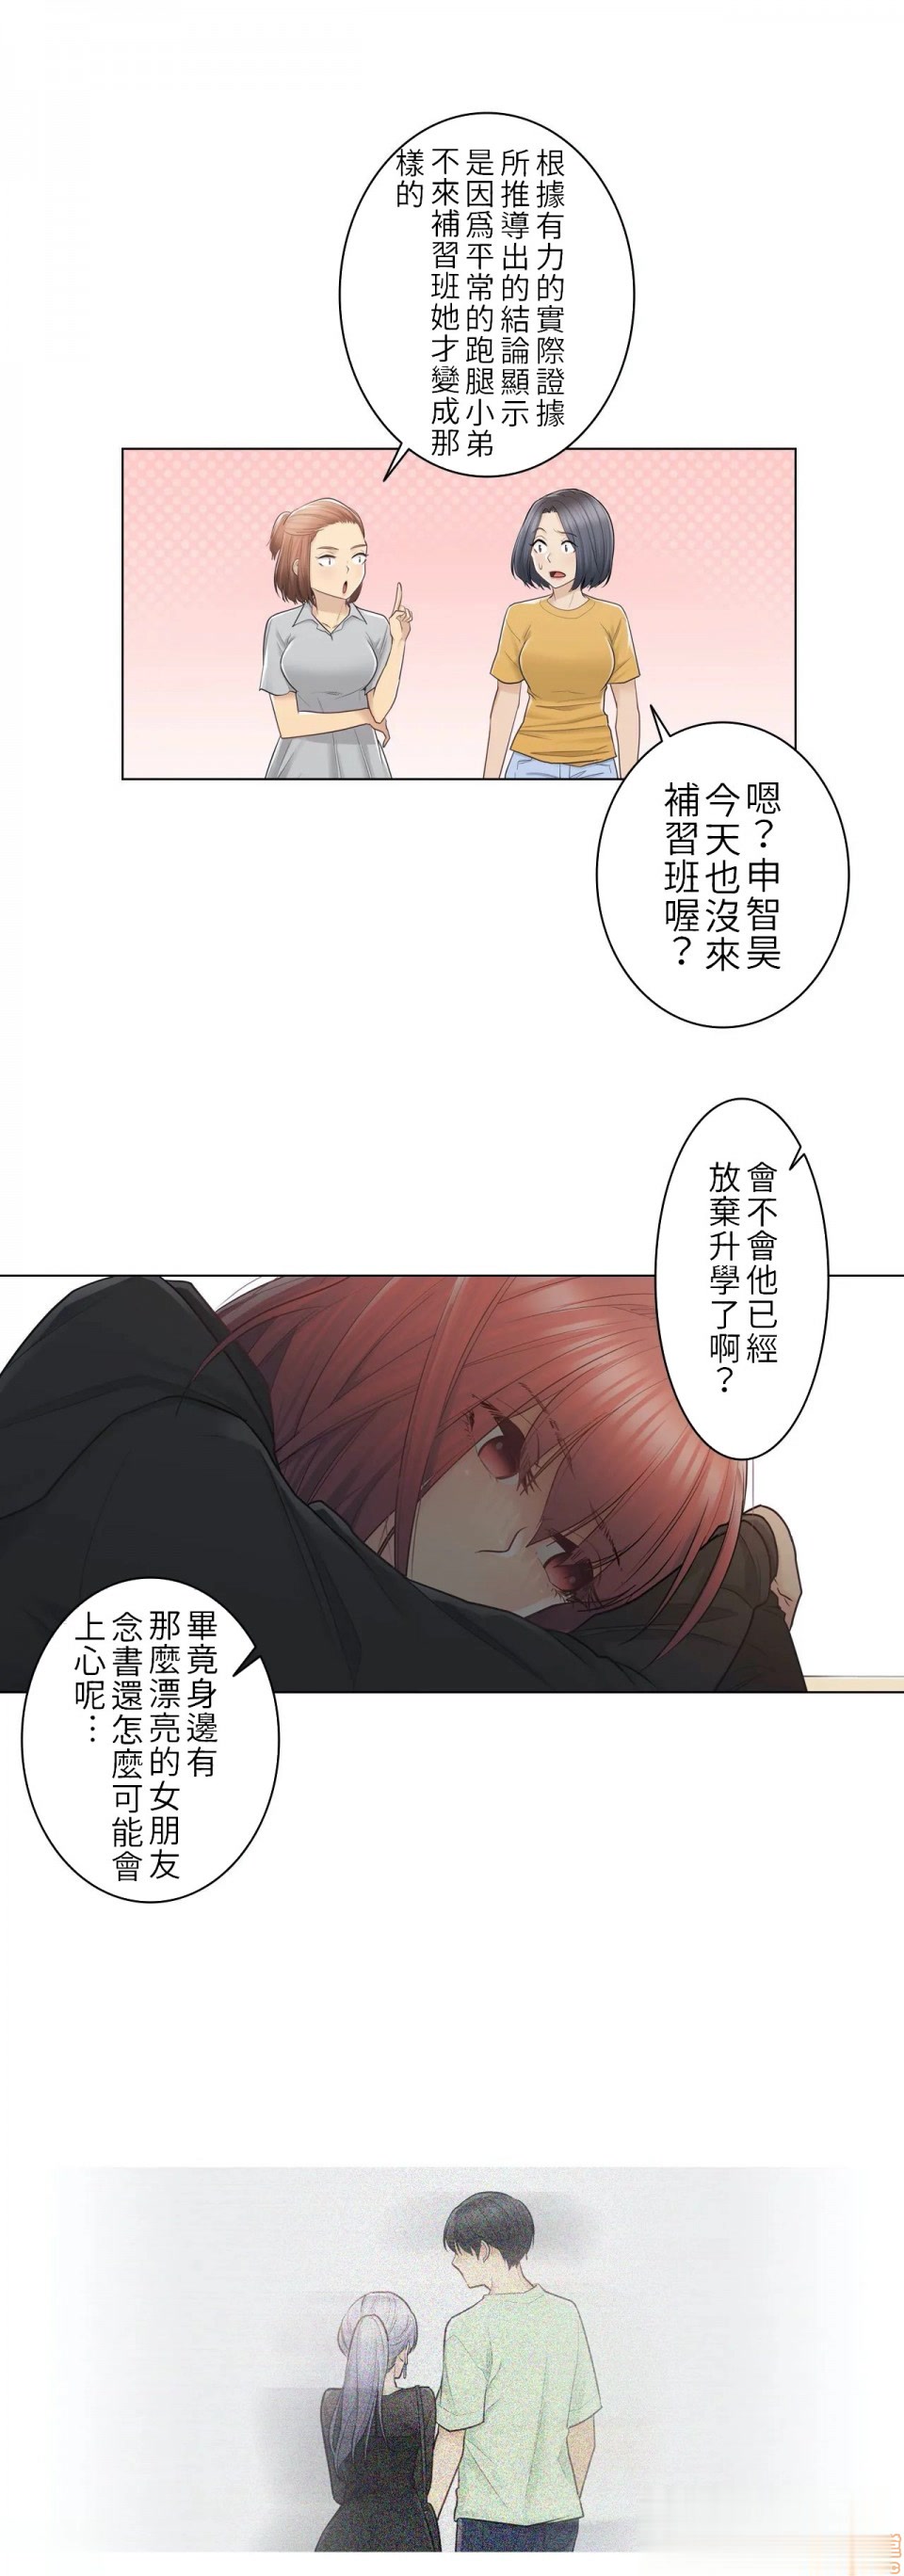 根據有力的實際證據
所推導出的結論顯示
是因爲平常的跑腿小弟
不來補習班她才變成那
樣的
嗯？申智昊
今天也沒來
補習班喔？
會不會他已經
放棄升學了啊？
畢竟身邊有
那麼漂亮的女朋友
念書還怎麼可能會
上心呢…